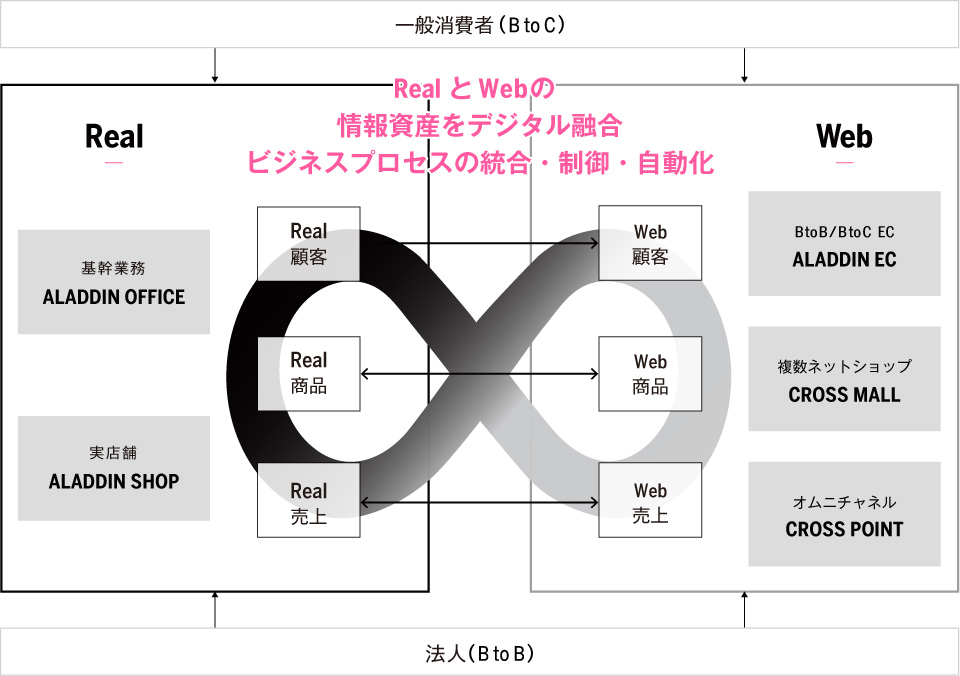 一般消費者(B to C)
Real と Webの
情報資産をデジタル融合
ビジネスプロセスの統合・制御・自動化
Real
基幹業務
ALADDIN OFFICE
実店舗
ALADDIN SHOP
Real
顧客
Real
商品
Real
売上
Web
顧客
Web
商品
Web
売上
Web
BtoB/BtoC EC
ALADDIN EC
複数ネットショップ
CROSS MALL
オムニチャネル
CROSS POINT
法人(B to B)